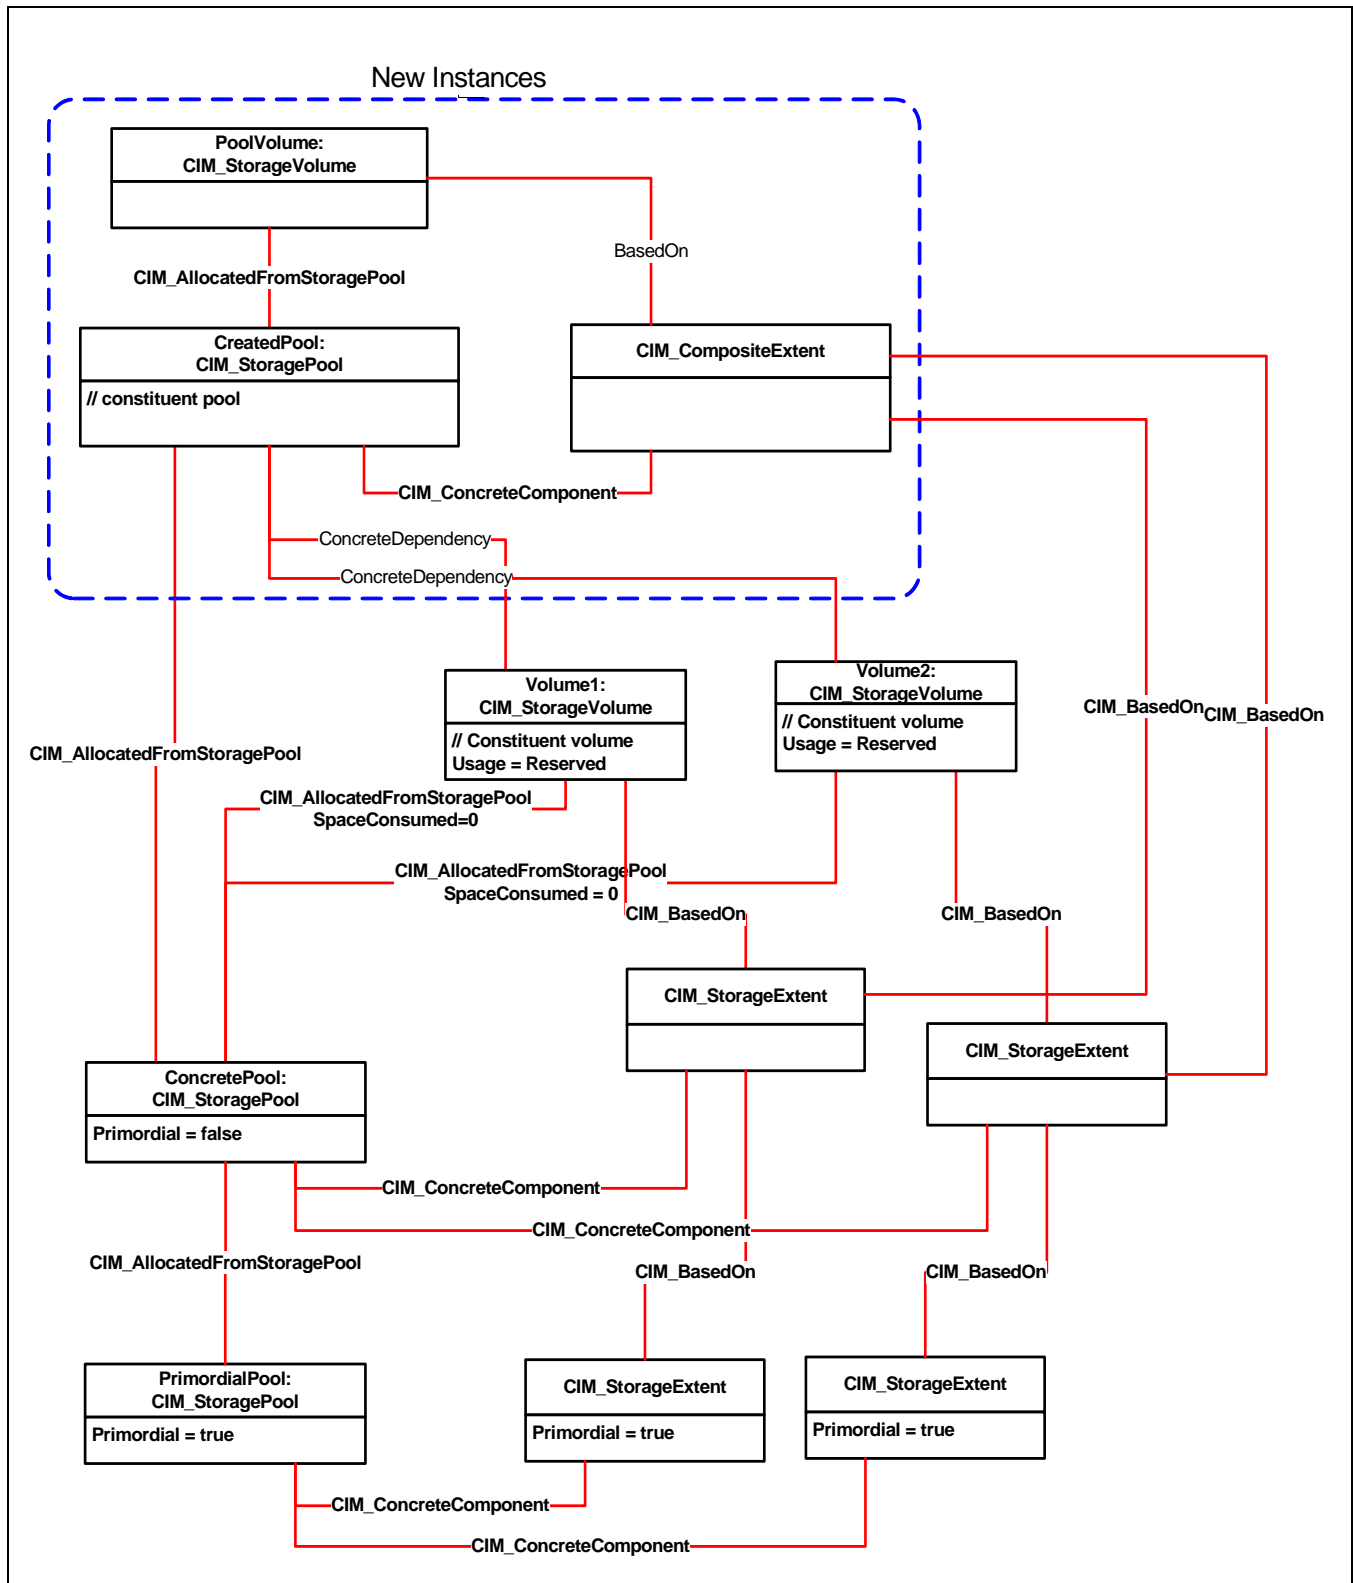 New Instances
PoolVolume:
CIM_StorageVolume
BasedOn
CIM_AllocatedFromStoragePool
CreatedPool:
CIM_StoragePool
// constituent pool
CIM_CompositeExtent
CIM_ConcreteComponent
ConcreteDependency
ConcreteDependency
Volume1:
CIM_StorageVolume
// Constituent volume
Usage = Reserved
Volume2:
CIM_StorageVolume
// Constituent volume
Usage = Reserved
CIM_BasedOn
CIM_BasedOn
CIM_AllocatedFromStoragePool
CIM_AllocatedFromStoragePool
SpaceConsumed=0
CIM_AllocatedFromStoragePool
SpaceConsumed = 0
CIM_BasedOn
CIM_BasedOn
CIM_StorageExtent
CIM_StorageExtent
ConcretePool:
CIM_StoragePool
Primordial = false
CIM_ConcreteComponent
CIM_ConcreteComponent
CIM_AllocatedFromStoragePool
CIM_BasedOn
CIM_BasedOn
PrimordialPool:
CIM_StoragePool
Primordial = true
CIM_StorageExtent
Primordial = true
CIM_StorageExtent
Primordial = true
CIM_ConcreteComponent
CIM_ConcreteComponent